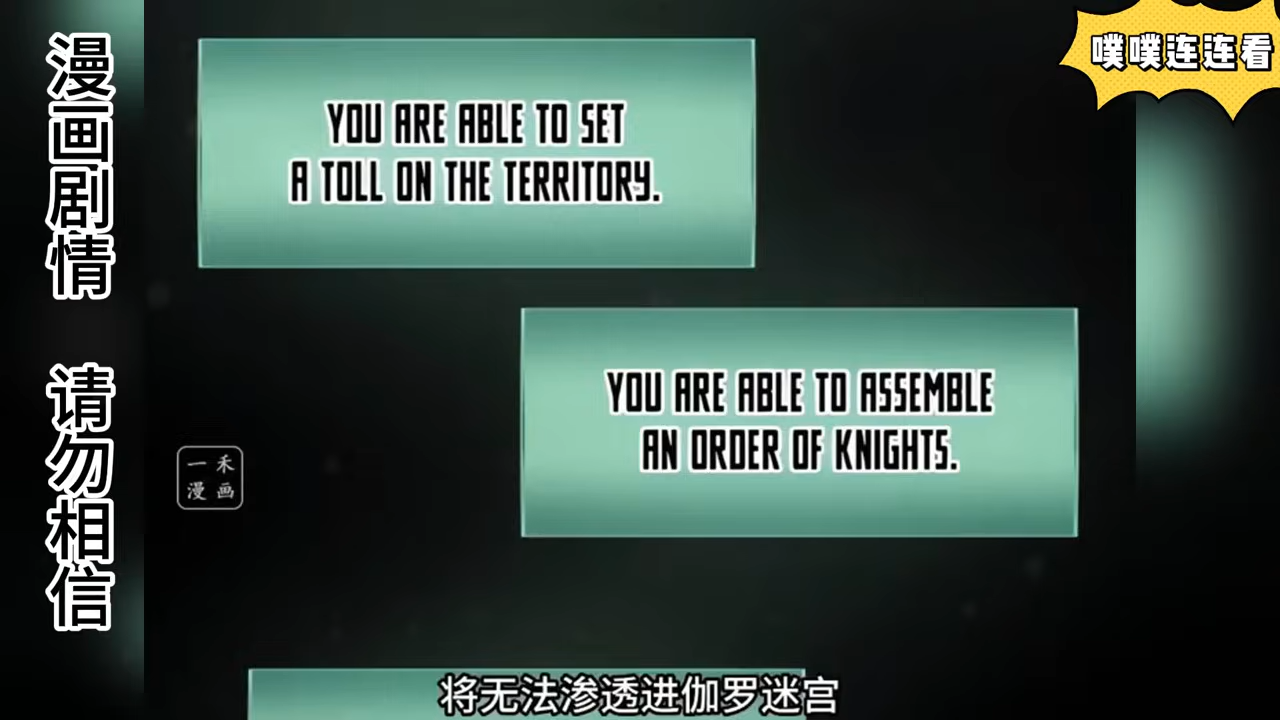 漫画剧情 请勿相信
噗噗连连看
YOU ARE ABLE TO SET
A TOLL ON THE TERRITORY.
YOU ARE ABLE TO ASSEMBLE
AN ORDER OF KNIGHTS.
一禾
漫画
将无法渗透进伽罗迷宫